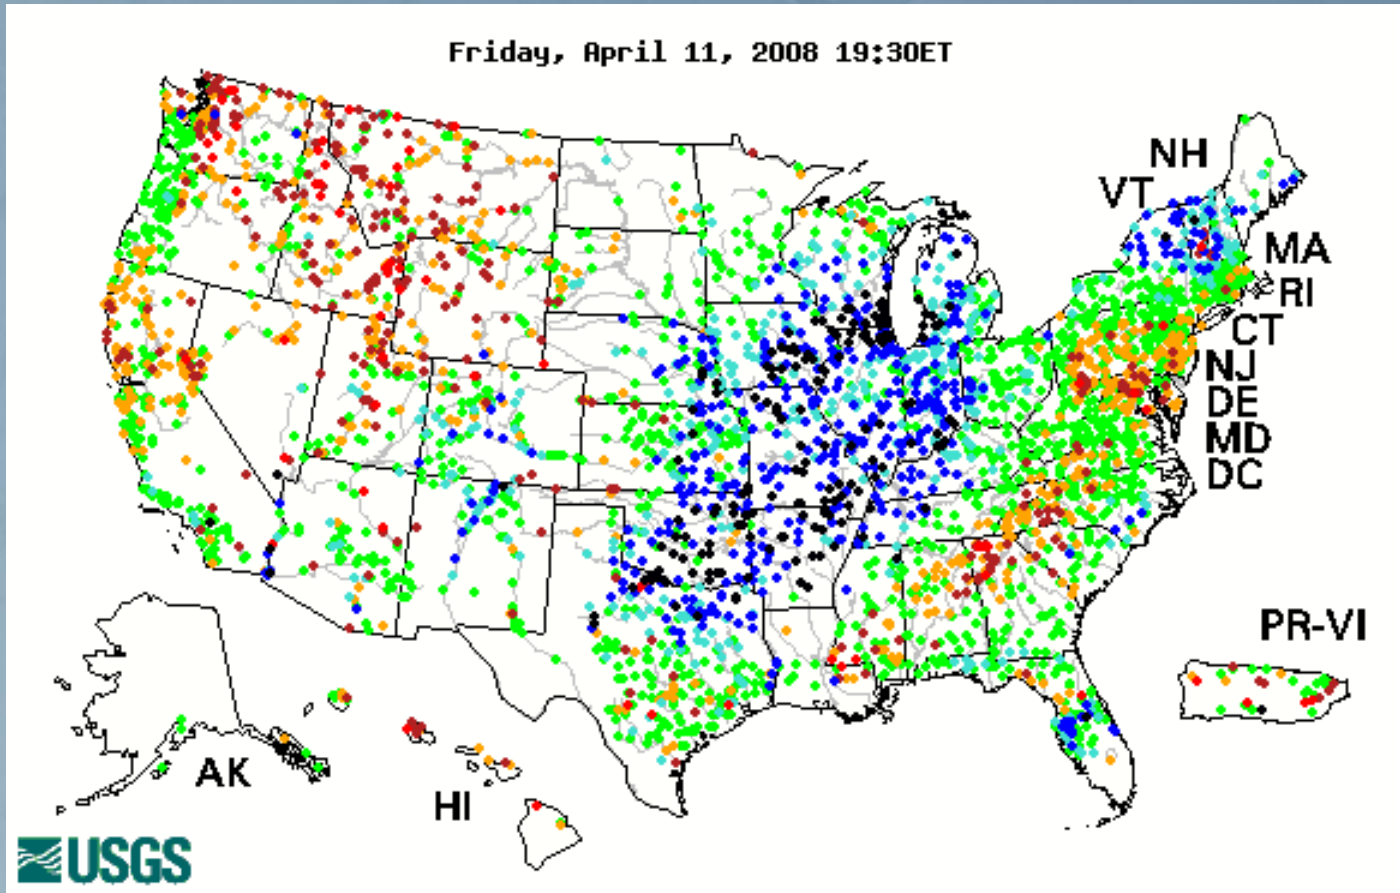 Friday, April 11, 2008 19:30ET
NH
VT
MA
RI
CT
NJ
DE
MD
DC
PR-VI
AK
HI
USGS